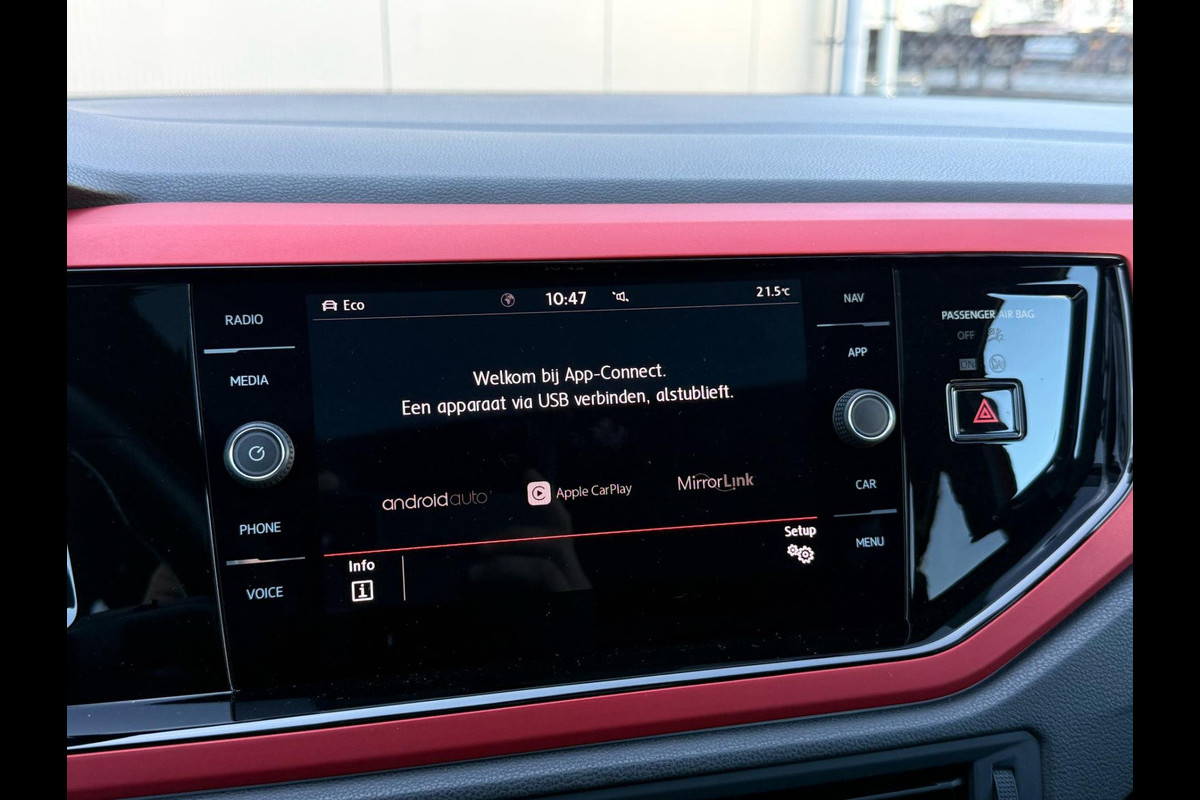 RADIO
MEDIA
PHONE
VOICE
Eco
10:47
21.5°C
Welkom bij App-Connect.
Een apparaat via USB verbinden, alstublieft.
androidauto
Apple CarPlay
MirrorLink
Info
i
Setup
NAV
APP
CAR
MENU
PASSENGER AIR BAG
OFF
ON